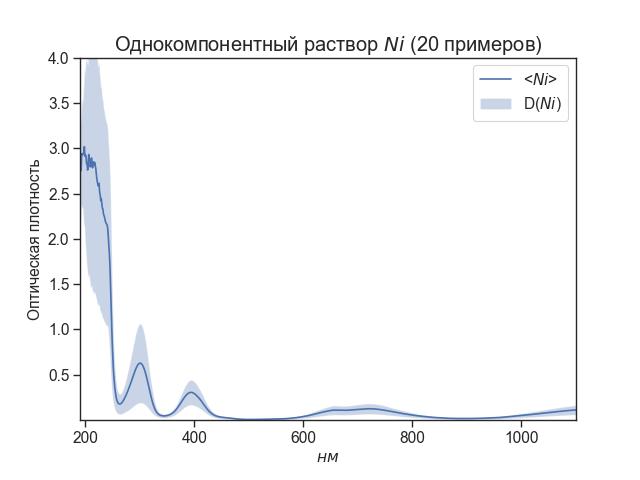 Однокомпонентный раствор Ni (20 примеров)
<Ni>
D(Ni)
Оптическая плотность
4.0
3.5
3.0
2.5
2.0
1.5
1.0
0.5
200 400 600 800 1000
нм